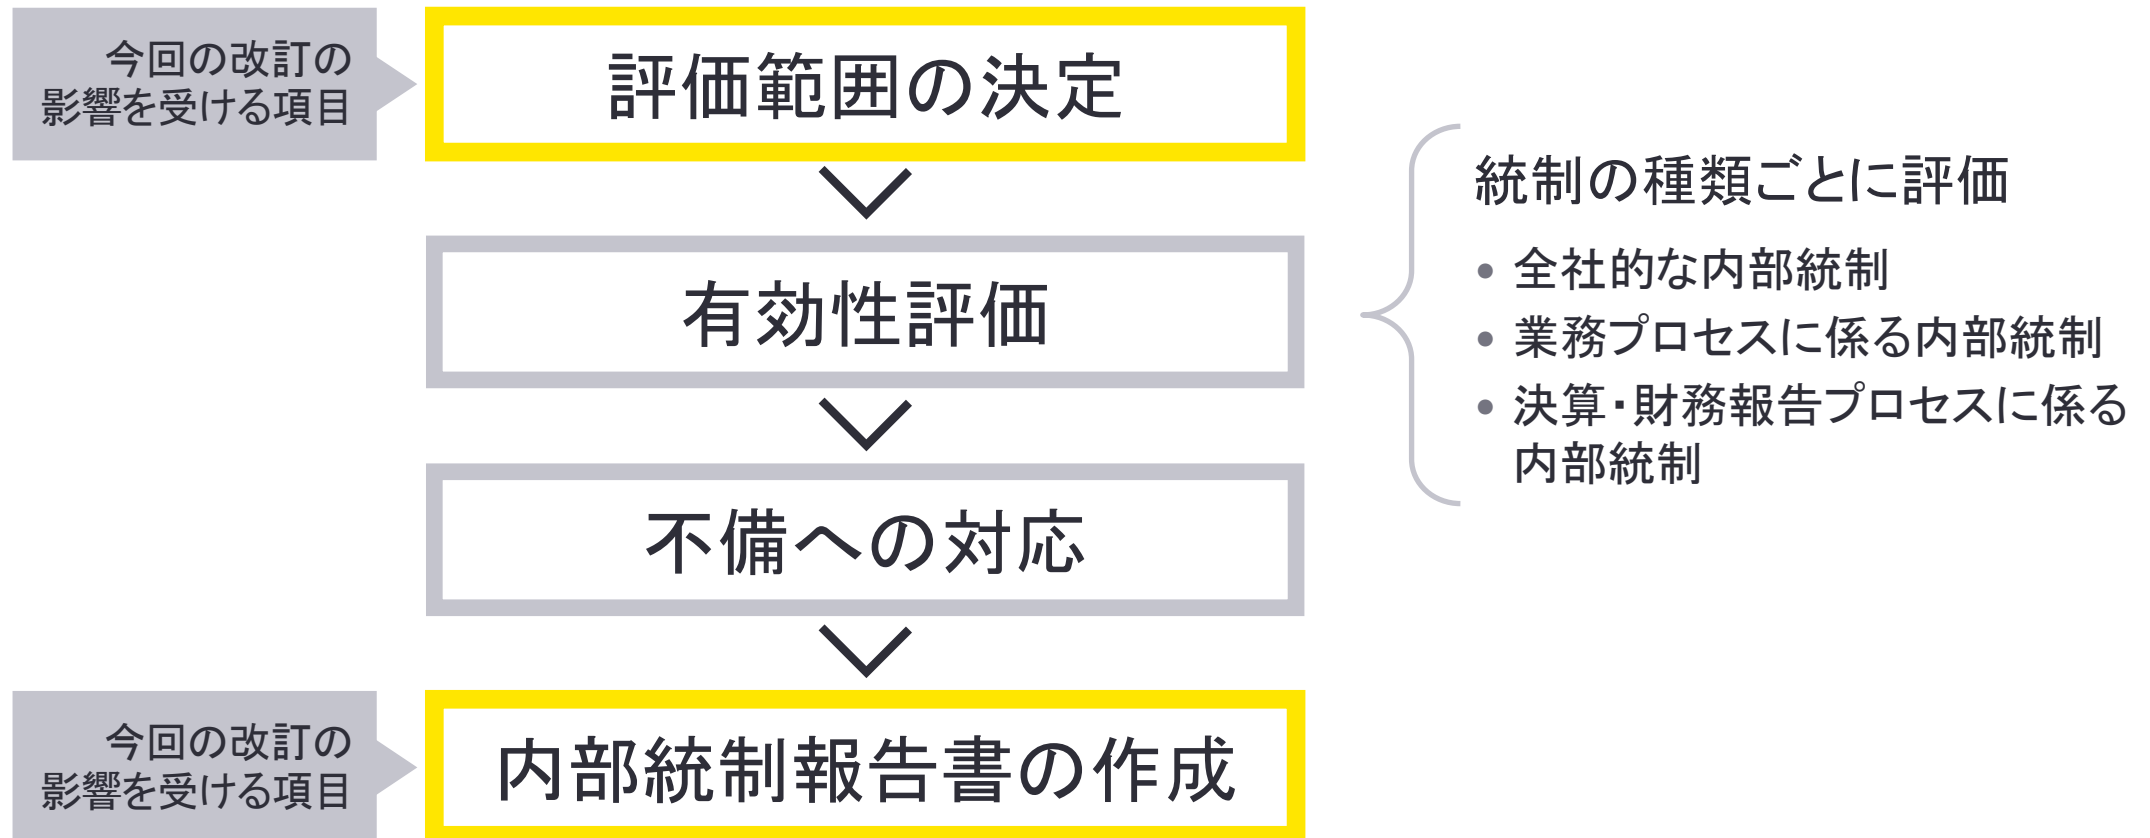 今回の改訂の
影響を受ける項目
評価範囲の決定
統制の種類ごとに評価
• 全社的な内部統制
• 業務プロセスに係る内部統制
• 決算・財務報告プロセスに係る
内部統制
有効性評価
不備への対応
今回の改訂の
影響を受ける項目
内部統制報告書の作成